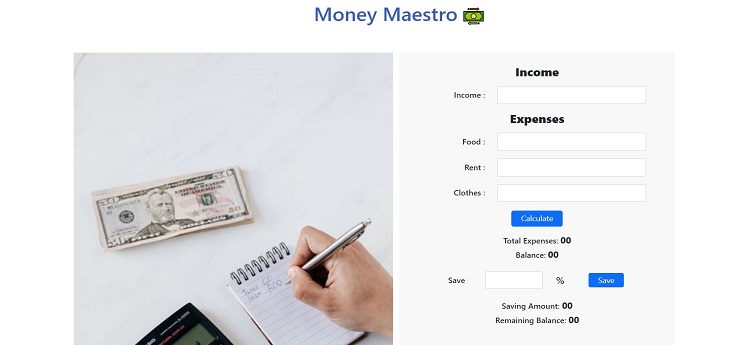 Money Maestro
Income
Income :
Expenses
Food :
Rent :
Clothes :
Calculate
Total Expenses: 00
Balance: 00
Save % Save
Saving Amount: 00
Remaining Balance: 00
50